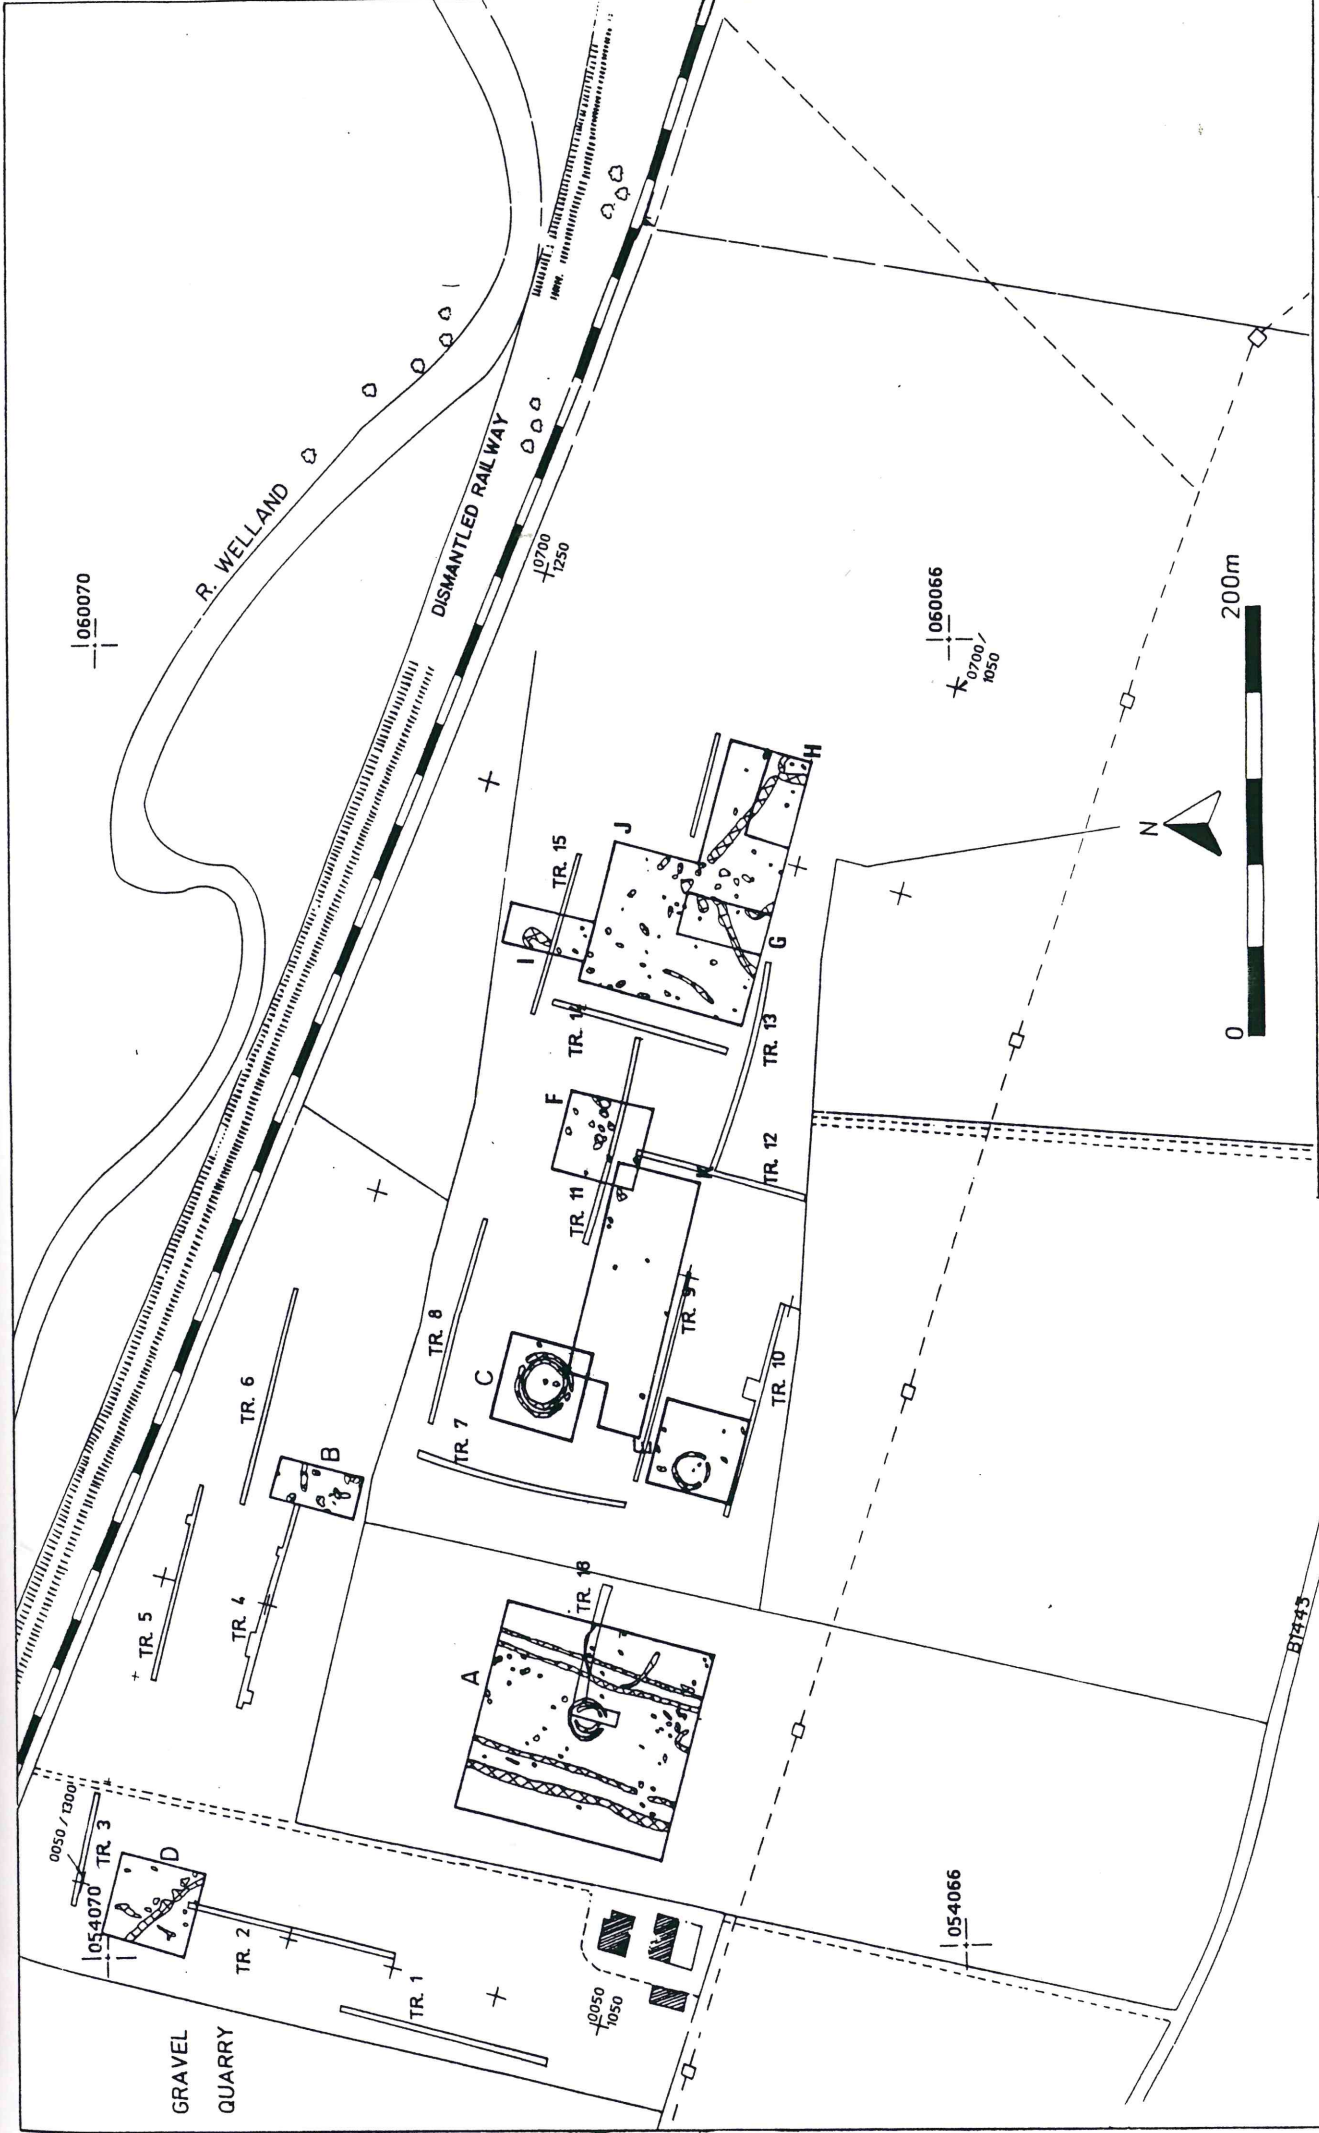 GRAVEL
QUARRY
054070
0050 / 1300
TR. 3
D
TR. 2
TR. 1
0050
1050
054066
TR. 5
TR. 4
TR. 6
B
A
TR. 16
TR. 7
TR. 8
C
TR. 9
TR. 10
TR. 11
F
TR. 12
TR. 13
TR. 14
TR. 15
I
J
G
H
R. WELLAND
DISMANTLED RAILWAY
060070
0700
1250
060066
0700/
1050
N
0
200m
B1443